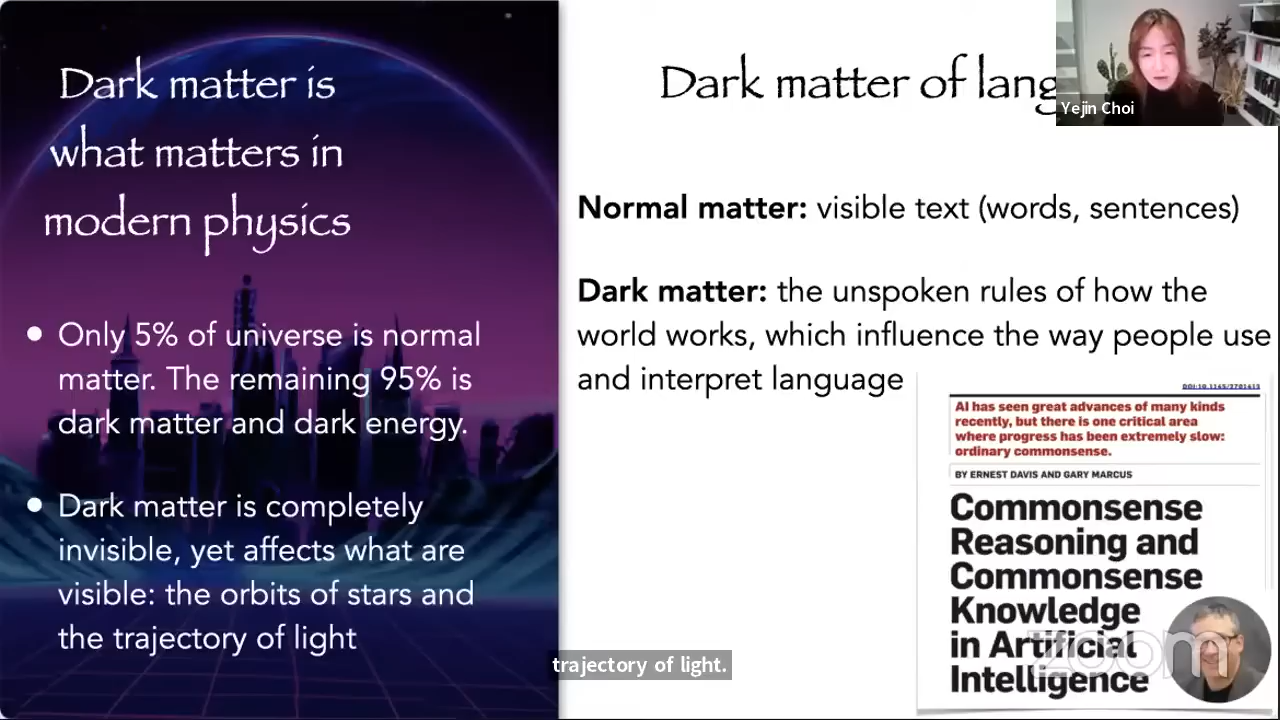 Dark matter is
what matters in
modern physics
• Only 5% of universe is normal
matter. The remaining 95% is
dark matter and dark energy.
• Dark matter is completely
invisible, yet affects what are
visible: the orbits of stars and
the trajectory of light
Dark matter of lang
Yejin Choi
Normal matter: visible text (words, sentences)
Dark matter: the unspoken rules of how the
world works, which influence the way people use
and interpret language
DOI:10.1145/2701413
AI has seen great advances of many kinds
recently, but there is one critical area
where progress has been extremely slow:
ordinary commonsense.
BY ERNEST DAVIS AND GARY MARCUS
Commonsense
Reasoning and
Commonsense
Knowledge
in Artificial
Intelligence
zoom
trajectory of light.